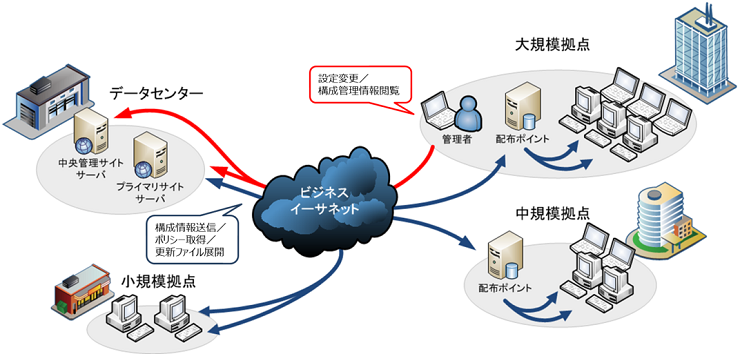 大規模拠点
設定変更／
構成管理情報閲覧
データセンター
管理者
配布ポイント
中央管理サイト
サーバ
プライマリサイト
サーバ
ビジネス
イーサネット
構成情報送信／
ポリシー取得／
更新ファイル展開
中規模拠点
配布ポイント
小規模拠点